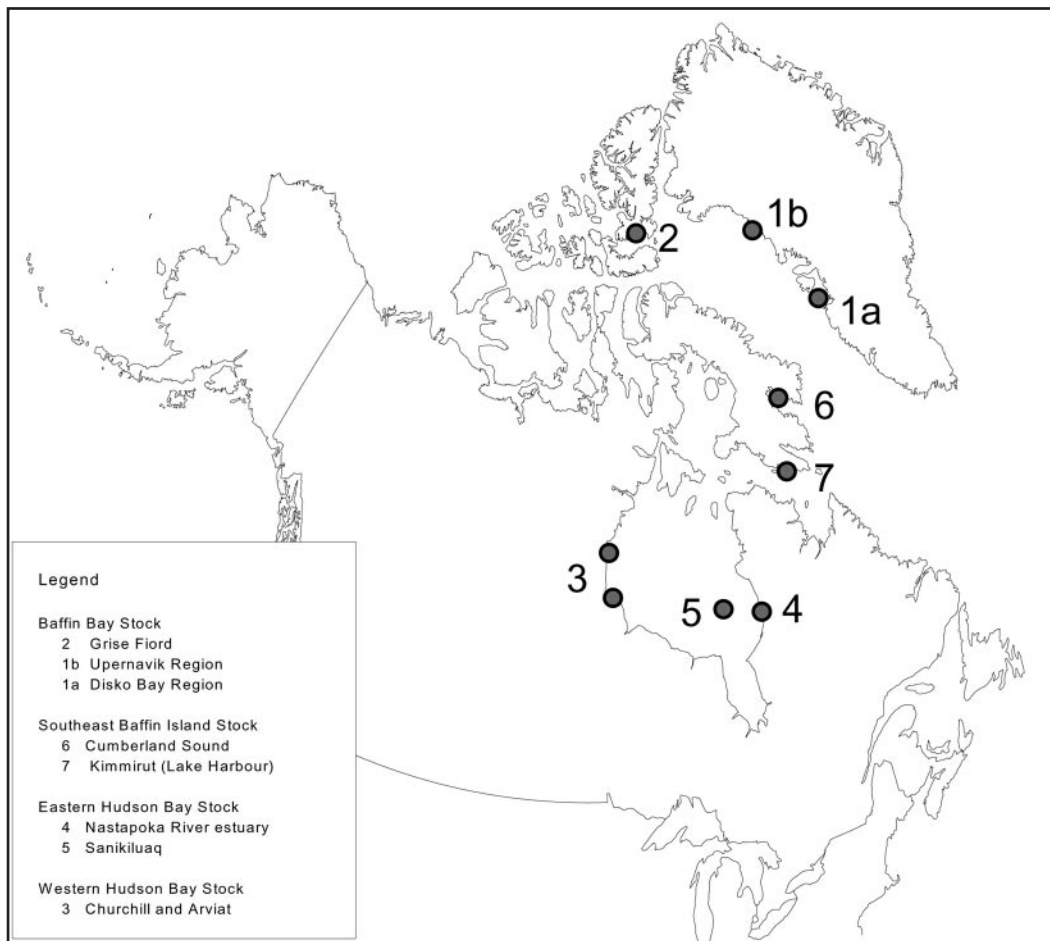 1b
2
1a
6
7
3
5
4
Legend
Baffin Bay Stock
2 Grise Fiord
1b Upernavik Region
1a Disko Bay Region
Southeast Baffin Island Stock
6 Cumberland Sound
7 Kimmirut (Lake Harbour)
Eastern Hudson Bay Stock
4 Nastapoka River estuary
5 Sanikiluaq
Western Hudson Bay Stock
3 Churchill and Arviat